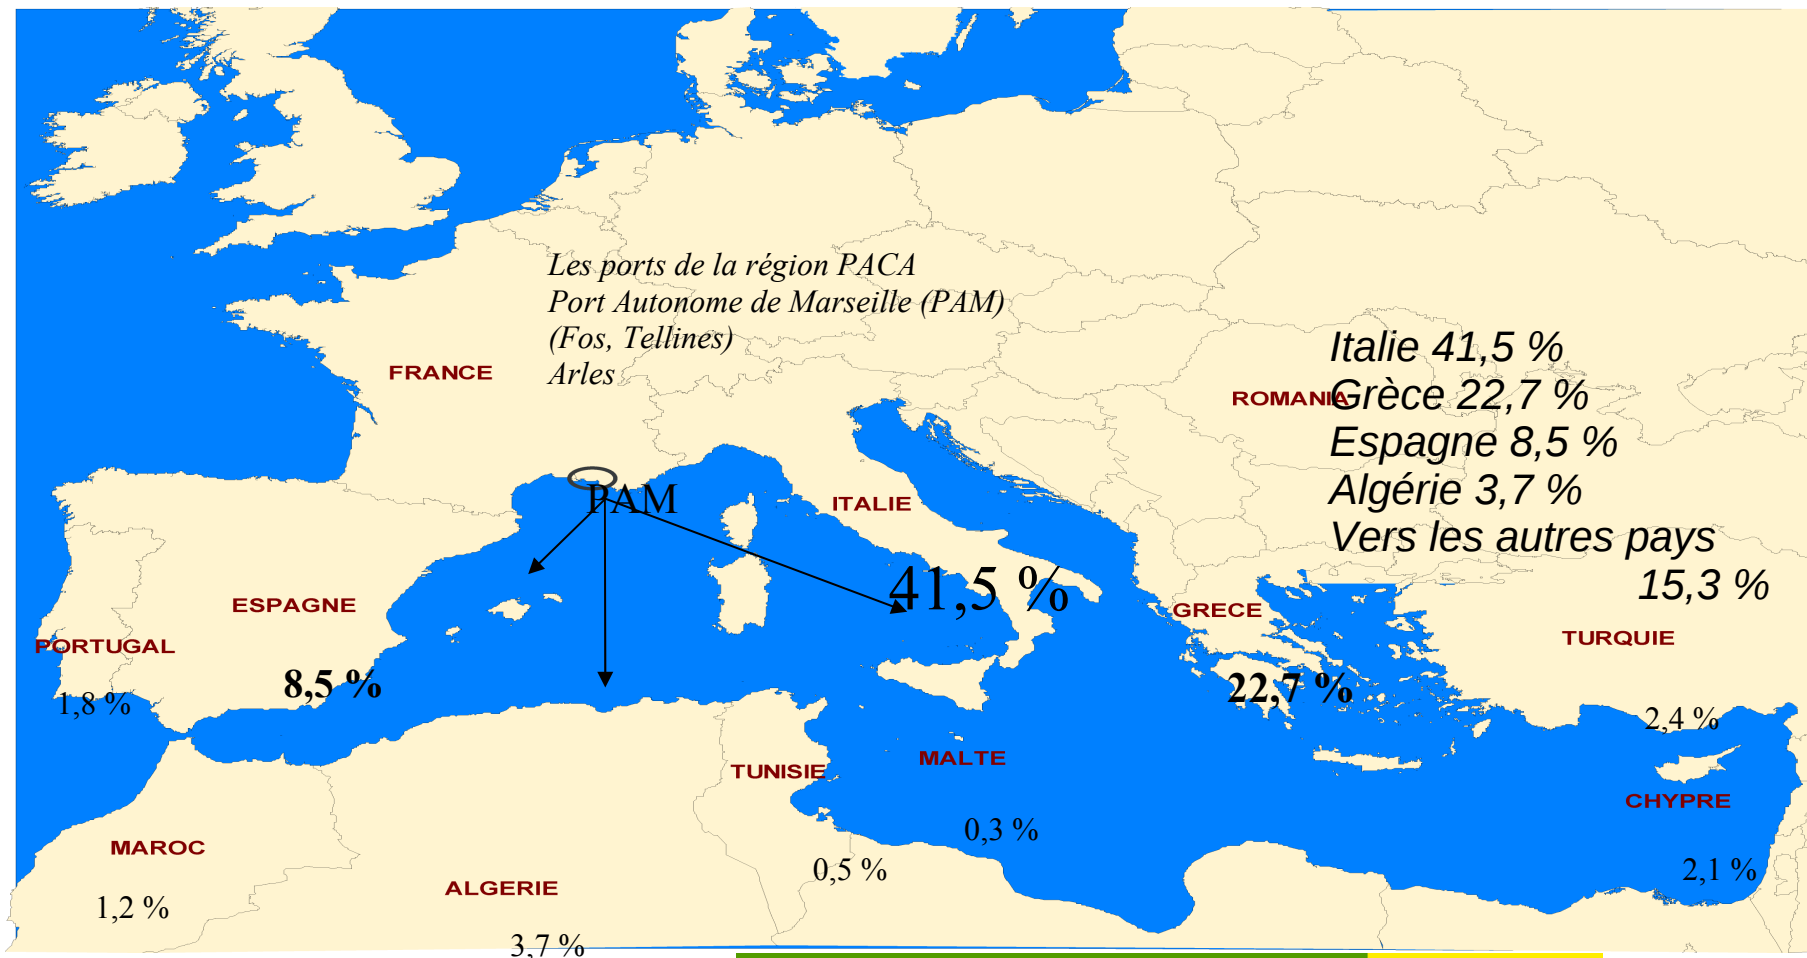 Les ports de la région PACA
Port Autonome de Marseille (PAM)
(Fos, Tellines)
Arles
FRANCE
Italie 41,5 %
ROMANIA
Grèce 22,7 %
Espagne 8,5 %
Algérie 3,7 %
Vers les autres pays
15,3 %
PAM
ITALIE
41,5 %
ESPAGNE
GRECE
PORTUGAL
TURQUIE
8,5 %
22,7 %
1,8 %
2,4 %
MALTE
TUNISIE
CHYPRE
0,3 %
MAROC
0,5 %
2,1 %
ALGERIE
1,2 %
3,7 %